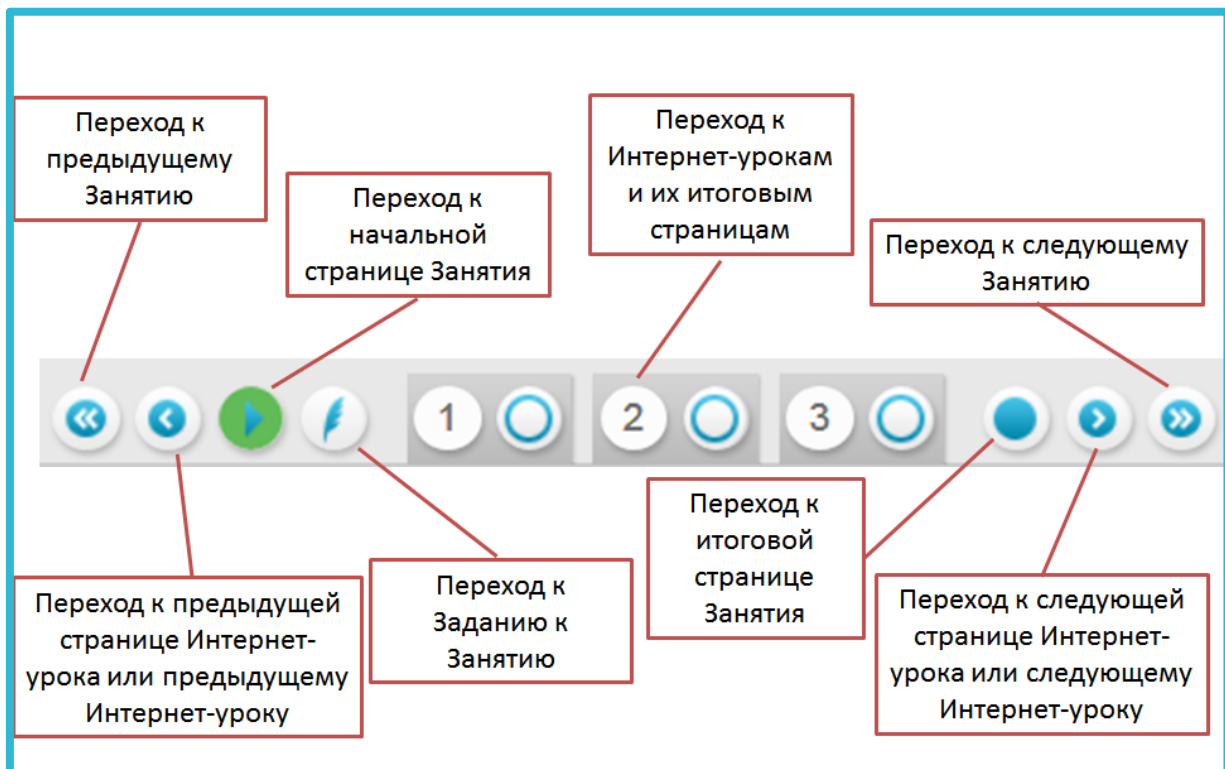 Переход к
предыдущему
Занятию
Переход к
начальной
странице Занятия
Переход к
Интернет-урокам
и их итоговым
страницам
Переход к следующему
Занятию
1
2
3
Переход к предыдущей
странице Интернет-
урока или предыдущему
Интернет-уроку
Переход к
Заданию к
Занятию
Переход к
итоговой
странице
Занятия
Переход к следующей
странице Интернет-
урока или следующему
Интернет-уроку